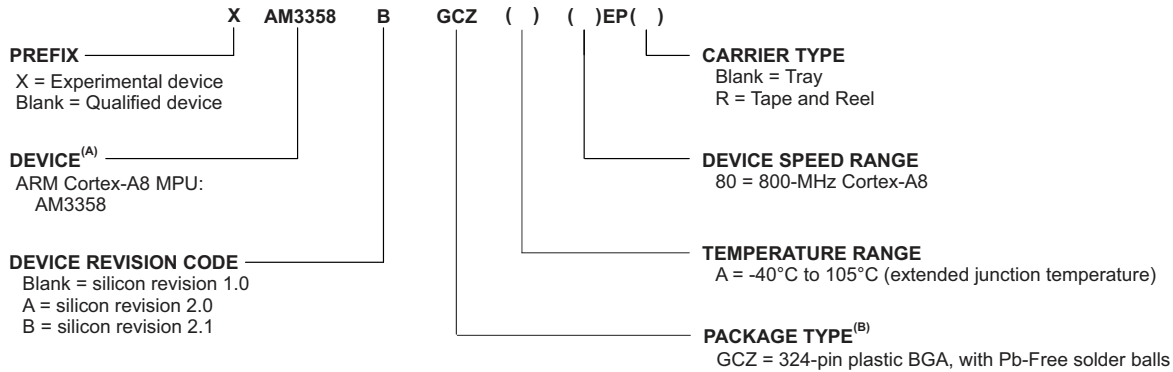 X AM3358 B GCZ ( ) ( )EP( )
PREFIX
X = Experimental device
Blank = Qualified device
DEVICE(A)
ARM Cortex-A8 MPU:
AM3358
DEVICE REVISION CODE
Blank = silicon revision 1.0
A = silicon revision 2.0
B = silicon revision 2.1
CARRIER TYPE
Blank = Tray
R = Tape and Reel
DEVICE SPEED RANGE
80 = 800-MHz Cortex-A8
TEMPERATURE RANGE
A = -40°C to 105°C (extended junction temperature)
PACKAGE TYPE(B)
GCZ = 324-pin plastic BGA, with Pb-Free solder balls